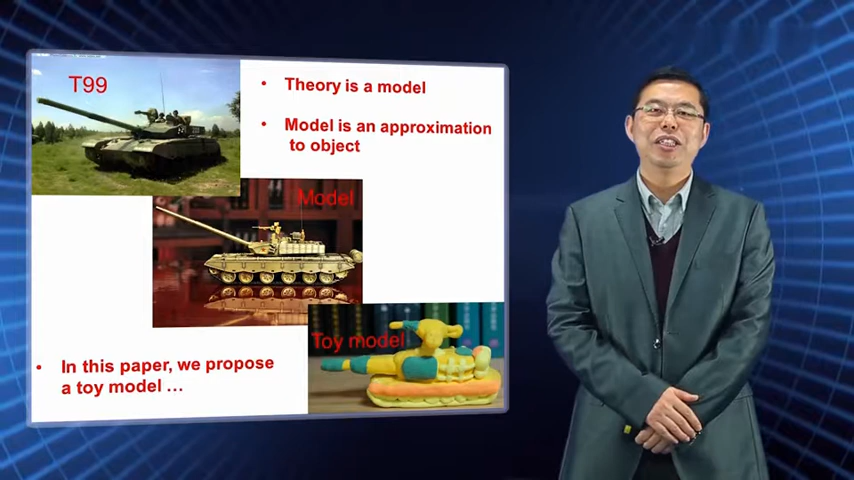 T99
• Theory is a model
• Model is an approximation
to object
Model
Toy model
• In this paper, we propose
a toy model ...